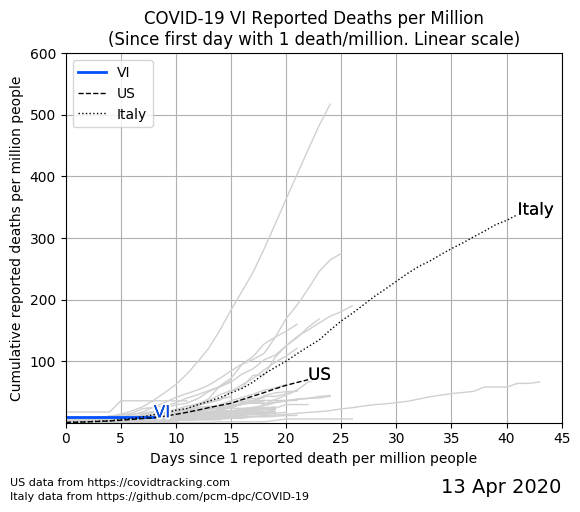 COVID-19 VI Reported Deaths per Million
(Since first day with 1 death/million. Linear scale)
Cumulative reported deaths per million people
600
500
400
300
200
100
VI
US
Italy
Italy
US
VI
0 5 10 15 20 25 30 35 40 45
Days since 1 reported death per million people
US data from https://covidtracking.com
Italy data from https://github.com/pcm-dpc/COVID-19
13 Apr 2020